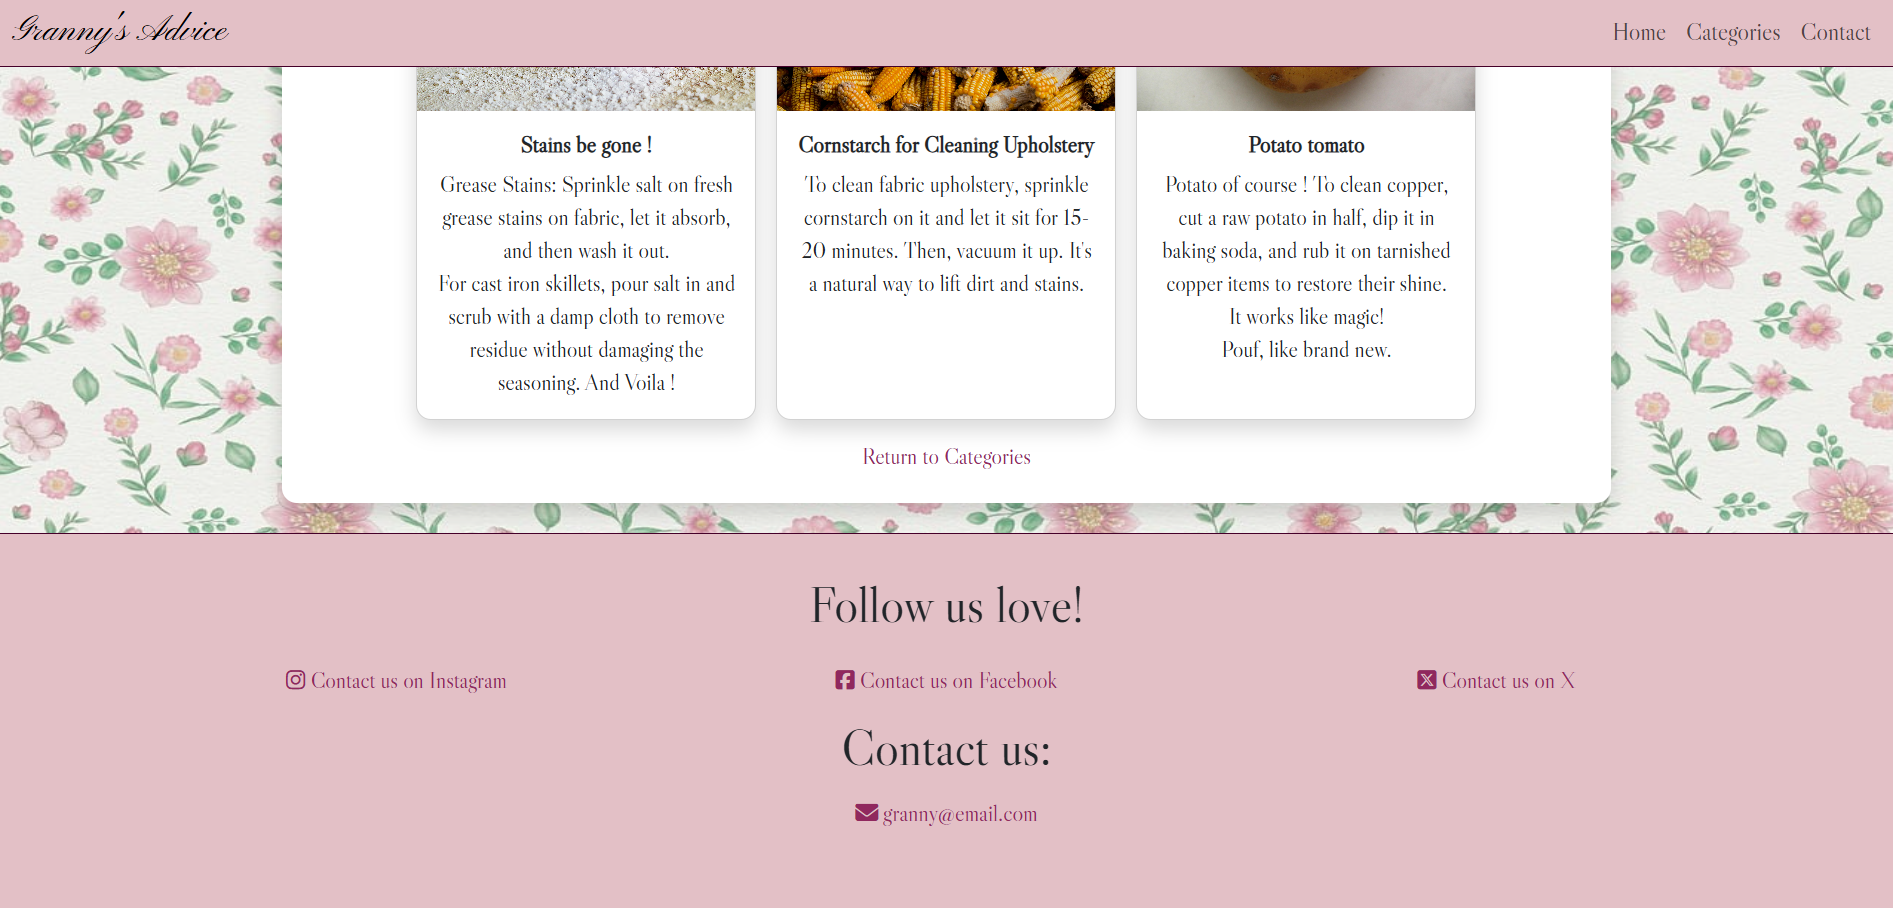 Granny's Advice
Home Categories Contact
Stains be gone !
Grease Stains: Sprinkle salt on fresh
grease stains on fabric, let it absorb,
and then wash it out.
For cast iron skillets, pour salt in and
scrub with a damp cloth to remove
residue without damaging the
seasoning. And Voila !
Cornstarch for Cleaning Upholstery
To clean fabric upholstery, sprinkle
cornstarch on it and let it sit for 15-
20 minutes. Then, vacuum it up. It's
a natural way to lift dirt and stains.
Potato tomato
Potato of course ! To clean copper,
cut a raw potato in half, dip it in
baking soda, and rub it on tarnished
copper items to restore their shine.
It works like magic!
Pouf, like brand new.
Return to Categories
Follow us love!
Contact us on Instagram
Contact us on Facebook
Contact us on X
Contact us:
granny@email.com